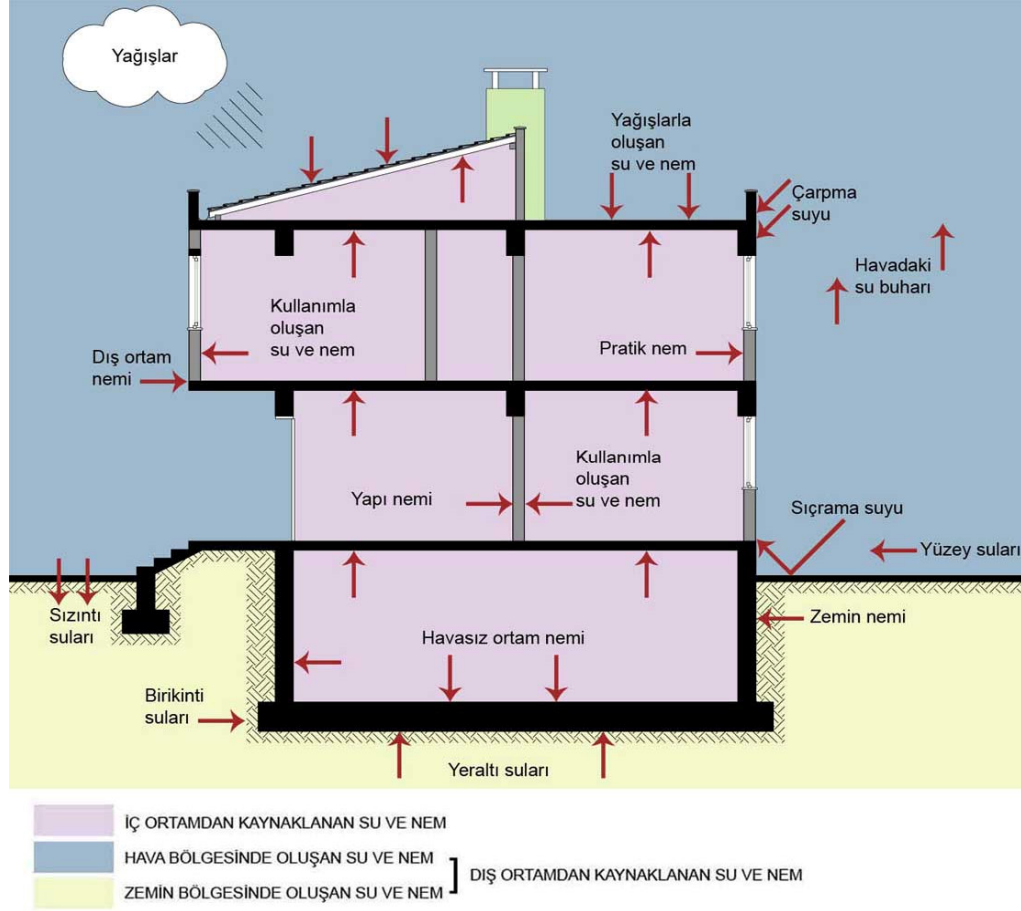 Yağışlar
Yağışlarla
oluşan
su ve nem
Çarpma
suyu
Havadaki
su buharı
Kullanımla
oluşan
su ve nem
Pratik nem
Dış ortam
nemi
Kullanımla
oluşan
su ve nem
Yapı nemi
Sıçrama suyu
Yüzey suları
Sızıntı
suları
Zemin nemi
Havasız ortam nemi
Birikinti
suları
Yeraltı suları
İÇ ORTAMDAN KAYNAKLANAN SU VE NEM
HAVA BÖLGESİNDE OLUŞAN SU VE NEM
DIŞ ORTAMDAN KAYNAKLANAN SU VE NEM
ZEMİN BÖLGESİNDE OLUŞAN SU VE NEM